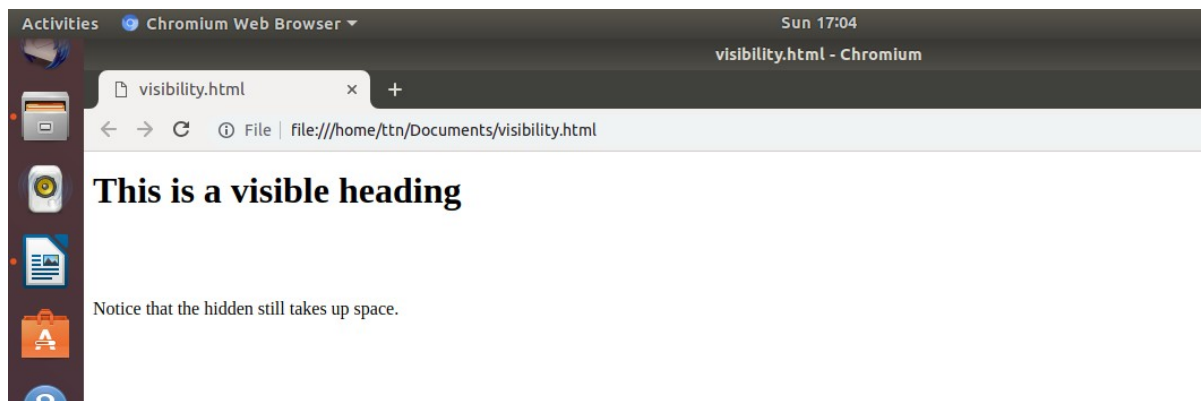 Activities Chromium Web Browser Sun 17:04
visibility.html - Chromium
visibility.html
File file:///home/ttn/Documents/visibility.html
This is a visible heading
Notice that the hidden still takes up space.